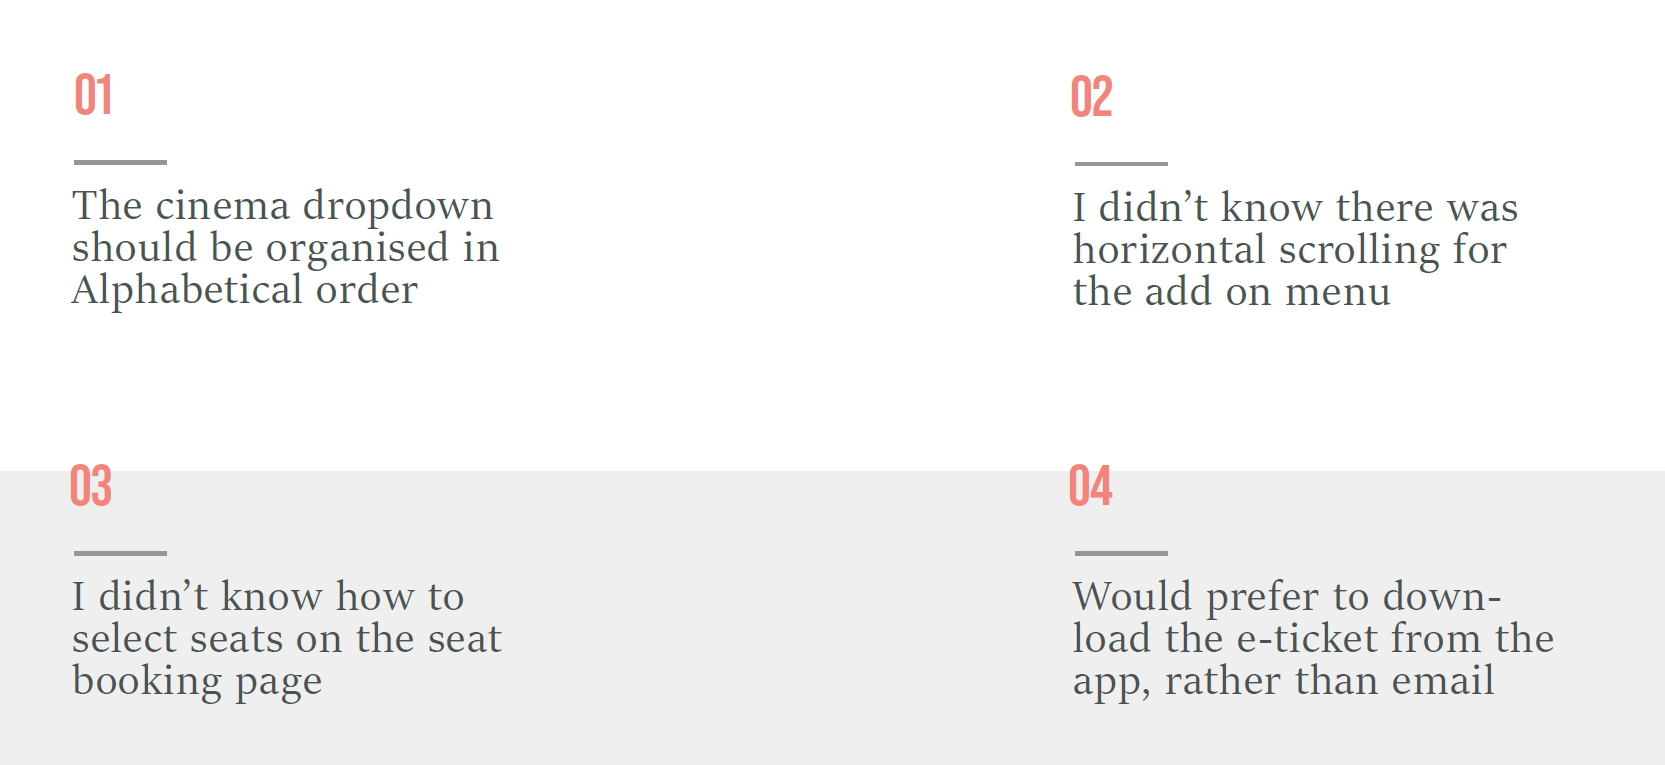 01
The cinema dropdown
should be organised in
Alphabetical order
02
I didn’t know there was
horizontal scrolling for
the add on menu
03
I didn’t know how to
select seats on the seat
booking page
04
Would prefer to down-
load the e-ticket from the
app, rather than email